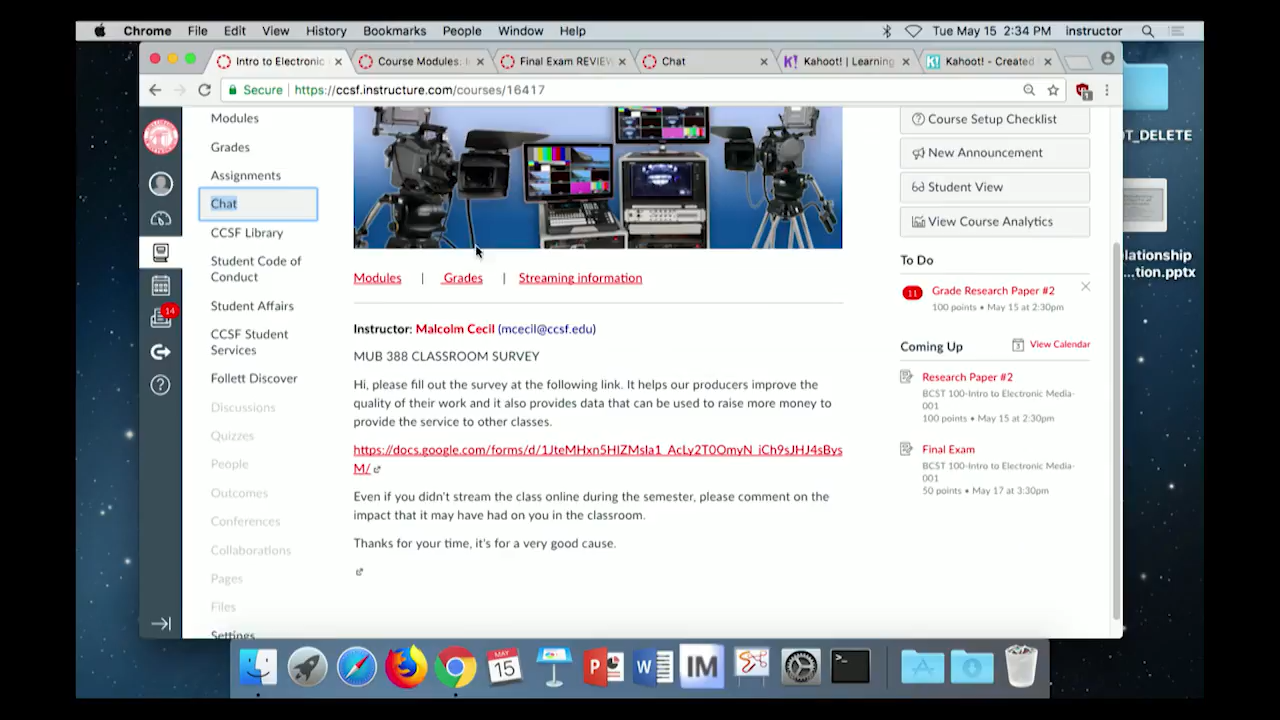 Chrome File Edit View History Bookmarks People Window Help Tue May 15 2:34 PM instructor
Intro to Electronic Course Modules: Final Exam REVIEW Chat Kahoot! | Learning Kahoot! - Created
Secure https://ccsf.instructure.com/courses/16417
Modules
Grades
Assignments
Chat
CCSF Library
Student Code of
Conduct
Student Affairs
CCSF Student
Services
Follett Discover
Discussions
Quizzes
People
Outcomes
Conferences
Collaborations
Pages
Files
Settings
14
Modules | Grades | Streaming information
Instructor: Malcolm Cecil (mcecil@ccsf.edu)
MUB 388 CLASSROOM SURVEY
Hi, please fill out the survey at the following link. It helps our producers improve the
quality of their work and it also provides data that can be used to raise more money to
provide the service to other classes.
https://docs.google.com/forms/d/1JteMHxn5HIZMsla1_AcLy2T0OmyN_iCh9sJHJ4sBys
M/
Even if you didn't stream the class online during the semester, please comment on the
impact that it may have had on you in the classroom.
Thanks for your time, it's for a very good cause.
Course Setup Checklist
New Announcement
Student View
View Course Analytics
To Do
11 Grade Research Paper #2
100 points • May 15 at 2:30pm
Coming Up View Calendar
Research Paper #2
BCST 100-Intro to Electronic Media-
001
100 points • May 15 at 2:30pm
Final Exam
BCST 100-Intro to Electronic Media-
001
50 points • May 17 at 3:30pm
OT_DELETE
lationship
...tion.pptx
MAY
15
IM